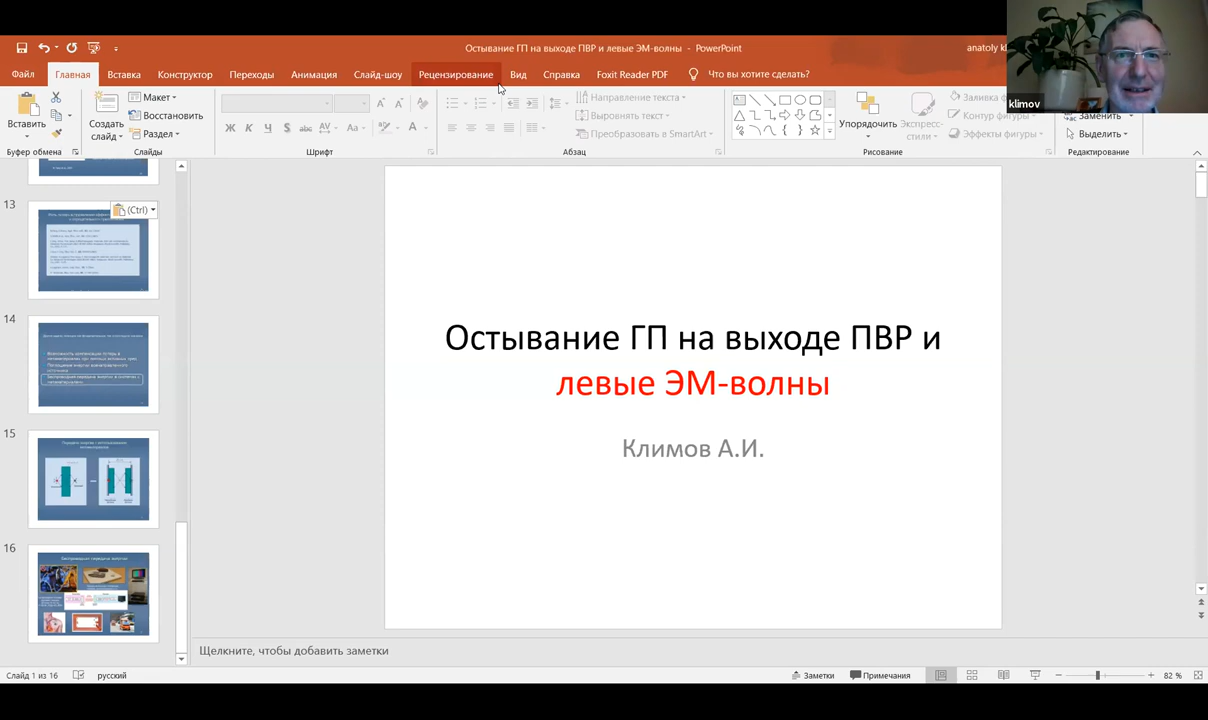 Остывание ГП на выходе ПВР и левые ЭМ-волны - PowerPoint
anatoly
Файл Главная Вставка Конструктор Переходы Анимация Слайд-шоу Рецензирование Вид Справка Foxit Reader PDF Что вы хотите сделать?
klimov
Вставить
Буфер обмена
Создать слайд
Макет
Восстановить
Раздел
Слайды
Ж К Ч S abc AV Aa А
Шрифт
Направление текста
Выровнять текст
Преобразовать в SmartArt
Абзац
Упорядочить
Экспресс-стили
Заливка
Контур фигуры
Эффекты фигуры
Рисование
Заменить
Выделить
Редактирование
13
(Ctrl)
14
15
16
Остывание ГП на выходе ПВР и
левые ЭМ-волны
Климов А.И.
Щелкните, чтобы добавить заметки
Слайд 1 из 16 русский Заметки Примечания 82 %